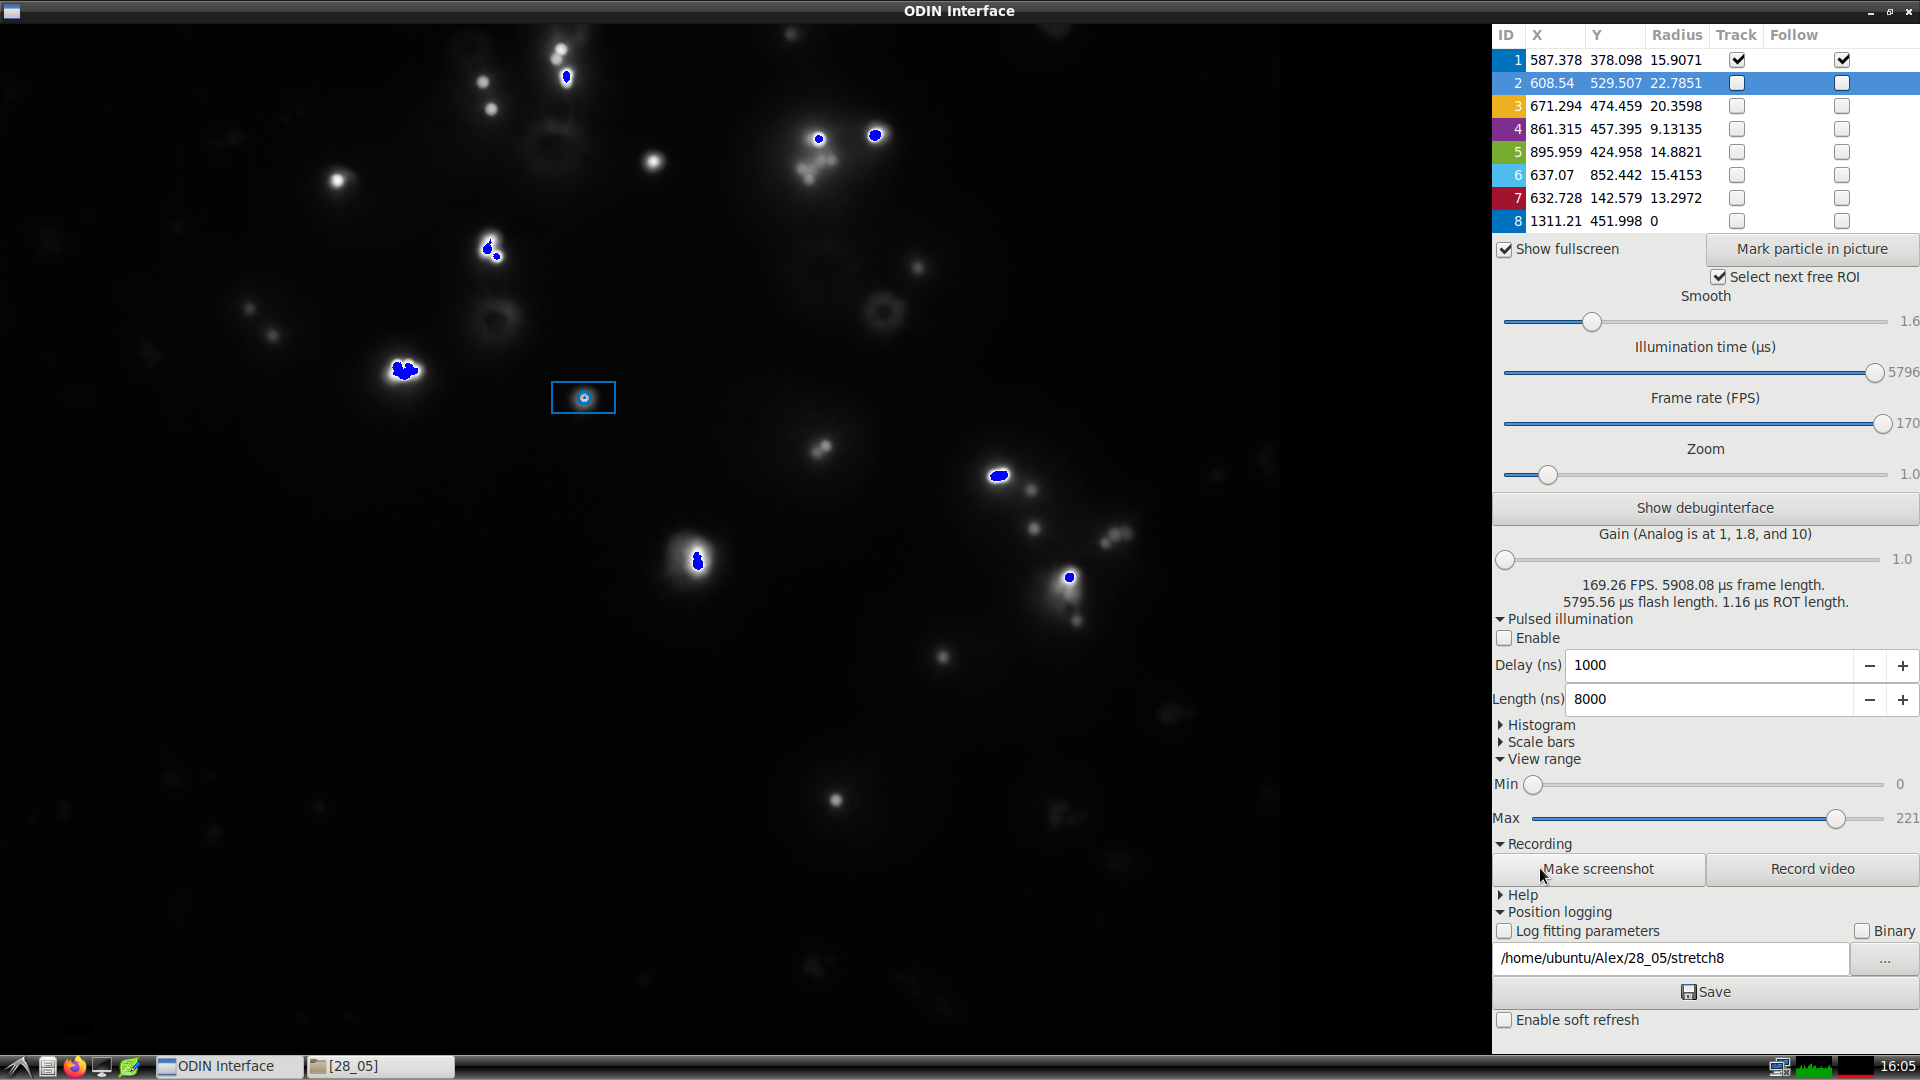 ODIN Interface
ID X Y Radius Track Follow
1 587.378 378.098 15.9071
2 608.54 529.507 22.7851
3 671.294 474.459 20.3598
4 861.315 457.395 9.13135
5 895.959 424.958 14.8821
6 637.07 852.442 15.4153
7 632.728 142.579 13.2972
8 1311.21 451.998 0
Show fullscreen Mark particle in picture
Select next free ROI
Smooth
1.6
Illumination time (µs)
5796
Frame rate (FPS)
170
Zoom
1.0
Show debuginterface
Gain (Analog is at 1, 1.8, and 10)
1.0
169.26 FPS. 5908.08 µs frame length.
5795.56 µs flash length. 1.16 µs ROT length.
Pulsed illumination
Enable
Delay (ns) 1000
Length (ns) 8000
Histogram
Scale bars
View range
Min 0
Max 221
Recording
Make screenshot Record video
Help
Position logging
Log fitting parameters Binary
/home/ubuntu/Alex/28_05/stretch8 ...
Save
Enable soft refresh
ODIN Interface [28_05] 16:05